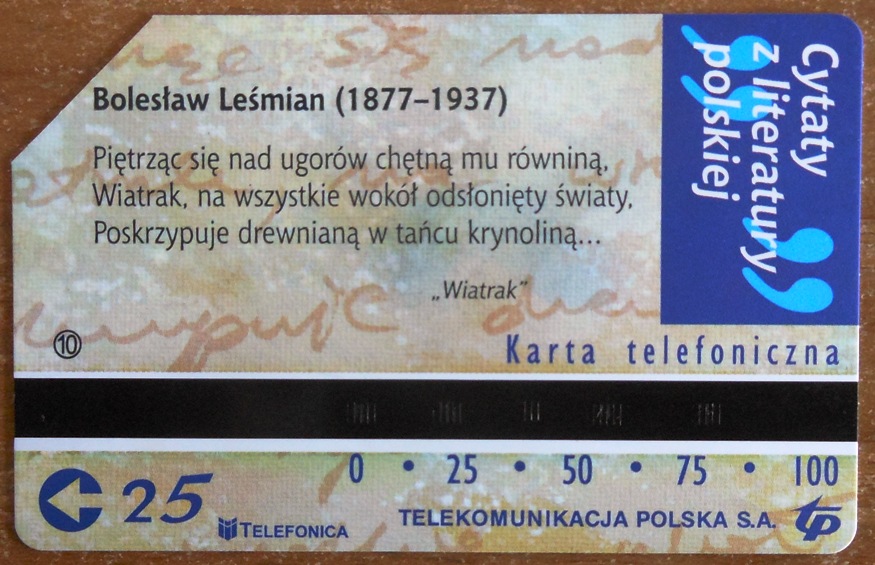 Bolesław Leśmian (1877–1937)
Piętrząc się nad ugorów chętną mu równiną,
Wiatrak, na wszystkie wokół odsłonięty światy,
Poskrzypuje drewnianą w tańcu krynoliną...
„Wiatrak”
Cytaty
z literatury
polskiej
10
Karta telefoniczna
0 • 25 • 50 • 75 • 100
25
TELEFONICA
TELEKOMUNIKACJA POLSKA S.A.
tp